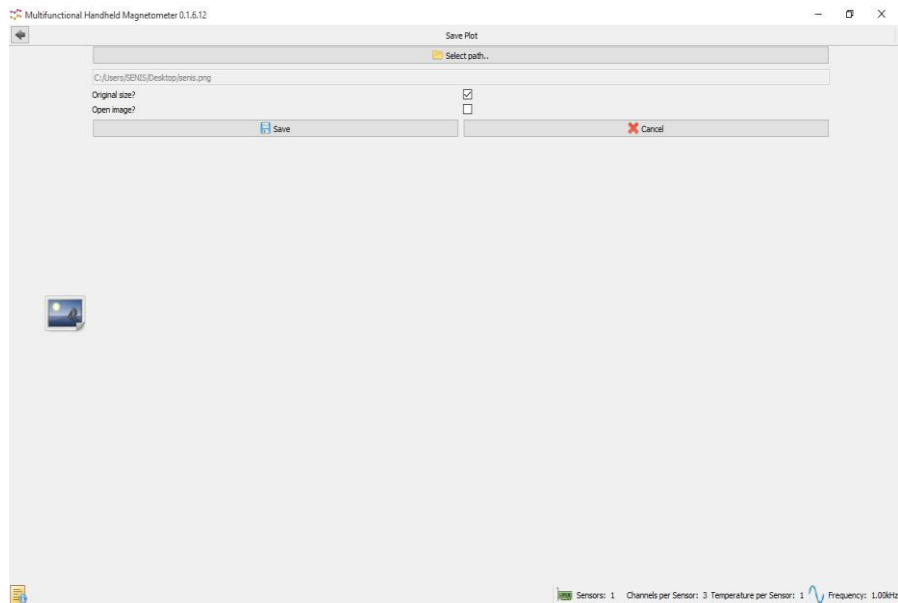 Multifunctional Handheld Magnetometer 0.1.6.12
Save Plot
Select path..
C:/Users/SENIS/Desktop/senis.png
Original size?
Open image?
Save Cancel
Sensors: 1 Channels per Sensor: 3 Temperature per Sensor: 1 Frequency: 1.00kHz